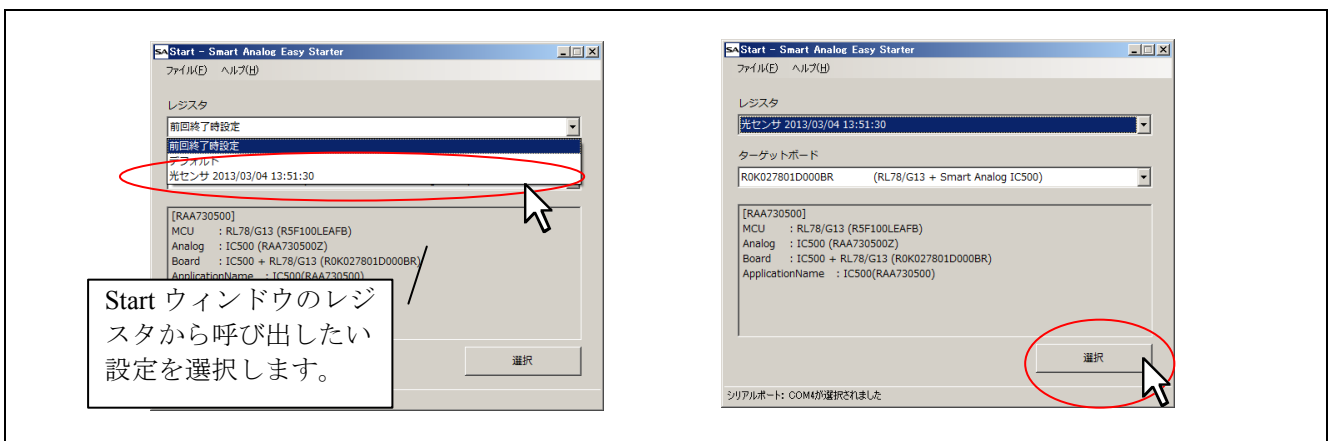 Start - Smart Analog Easy Starter
ファイル(F) ヘルプ(H)
レジスタ
前回終了時設定
前回終了時設定
デフォルト
光センサ 2013/03/04 13:51:30
[RAA730500]
MCU : RL78/G13 (R5F100LEAFB)
Analog : IC500 (RAA730500Z)
Board : IC500 + RL78/G13 (R0K027801D000BR)
ApplicationName : IC500(RAA730500)
Start ウィンドウのレジ
スタから呼び出したい
設定を選択します。
選択
Start - Smart Analog Easy Starter
ファイル(F) ヘルプ(H)
レジスタ
光センサ 2013/03/04 13:51:30
ターゲットボード
R0K027801D000BR (RL78/G13 + Smart Analog IC500)
[RAA730500]
MCU : RL78/G13 (R5F100LEAFB)
Analog : IC500 (RAA730500Z)
Board : IC500 + RL78/G13 (R0K027801D000BR)
ApplicationName : IC500(RAA730500)
選択
シリアルポート: COM4が選択されました